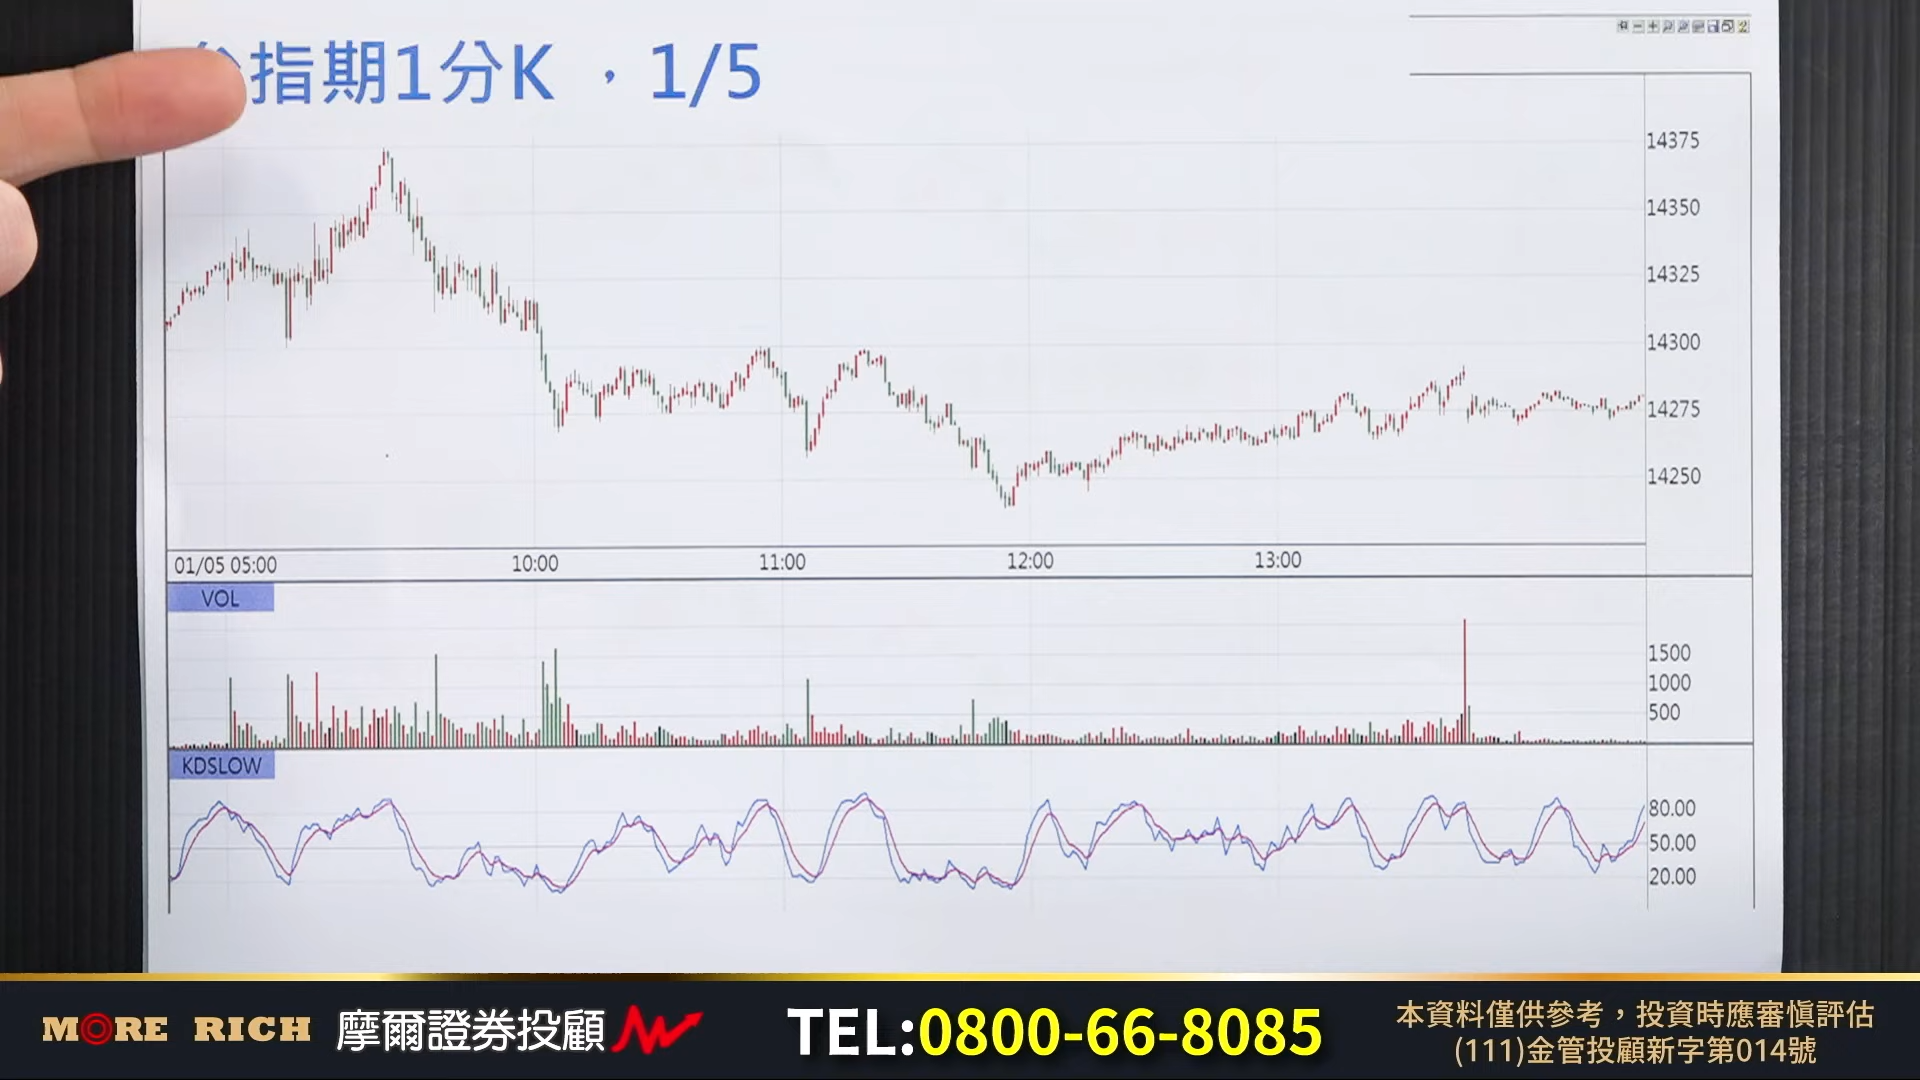 指期1分K，1/5
14375
14350
14325
14300
14275
14250
01/05 05:00 10:00 11:00 12:00 13:00
VOL
1500
1000
500
KDSLOW
80.00
50.00
20.00
MORE RICH 摩爾證券投顧 TEL:0800-66-8085
本資料僅供參考，投資時應審慎評估
(111)金管投顧新字第014號